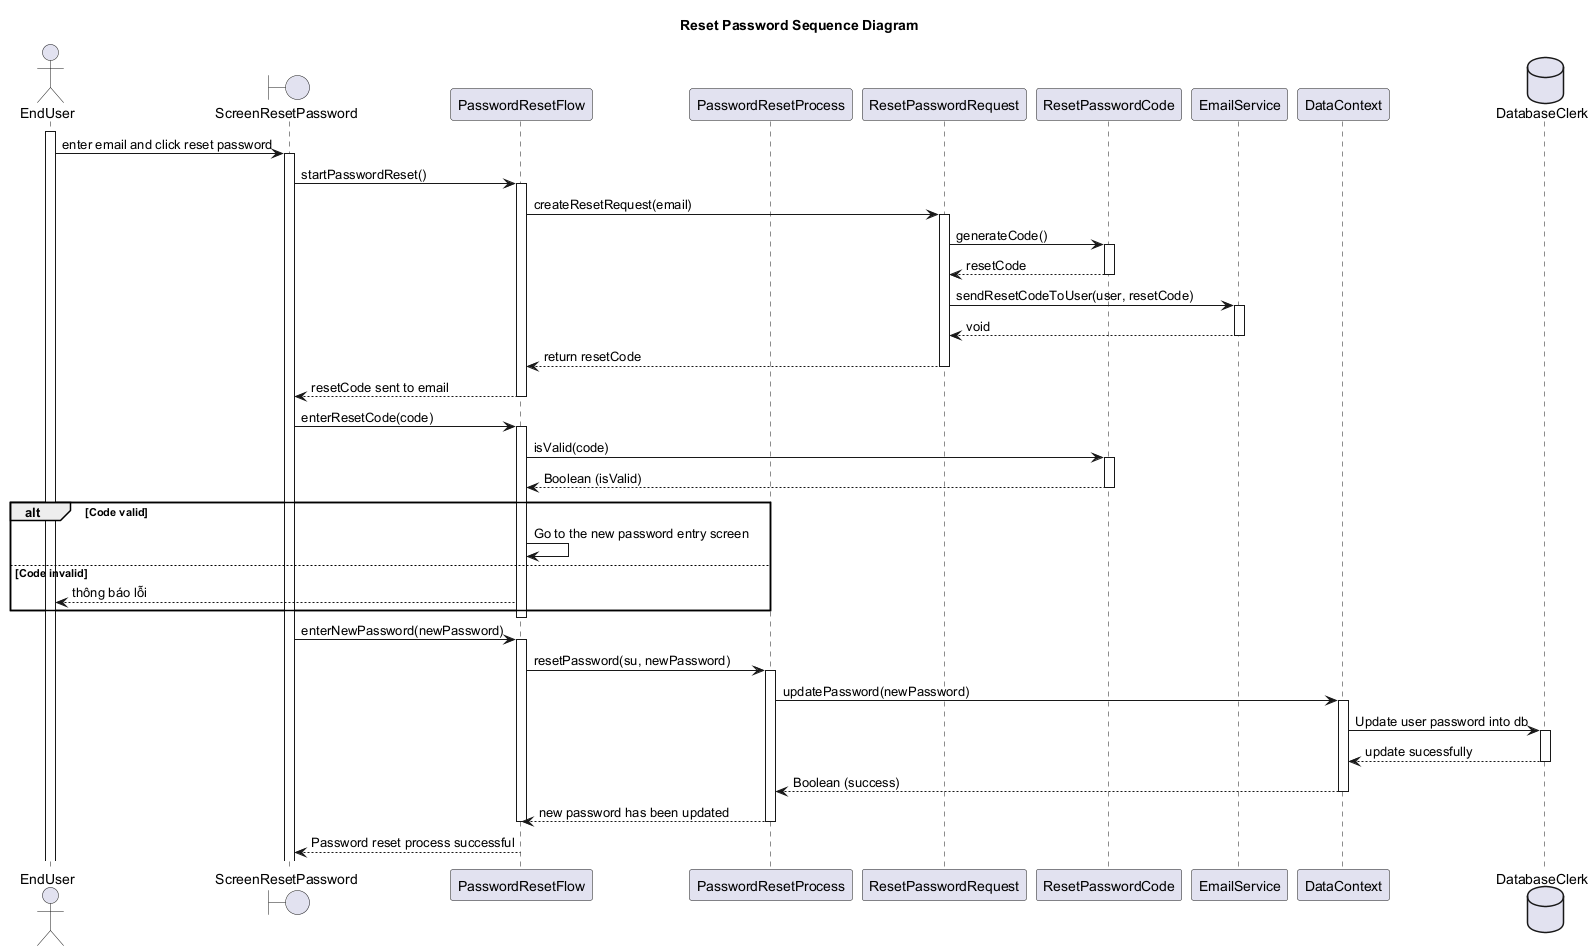 Reset Password Sequence Diagram
EndUser
ScreenResetPassword
PasswordResetFlow
PasswordResetProcess
ResetPasswordRequest
ResetPasswordCode
EmailService
DataContext
DatabaseClerk
enter email and click reset password
startPasswordReset()
createResetRequest(email)
generateCode()
resetCode
sendResetCodeToUser(user, resetCode)
void
return resetCode
resetCode sent to email
enterResetCode(code)
isValid(code)
Boolean (isValid)
alt
[Code valid]
Go to the new password entry screen
[Code invalid]
thông báo lỗi
enterNewPassword(newPassword)
resetPassword(su, newPassword)
updatePassword(newPassword)
Update user password into db
update sucessfully
Boolean (success)
new password has been updated
Password reset process successful
EndUser
ScreenResetPassword
PasswordResetFlow
PasswordResetProcess
ResetPasswordRequest
ResetPasswordCode
EmailService
DataContext
DatabaseClerk